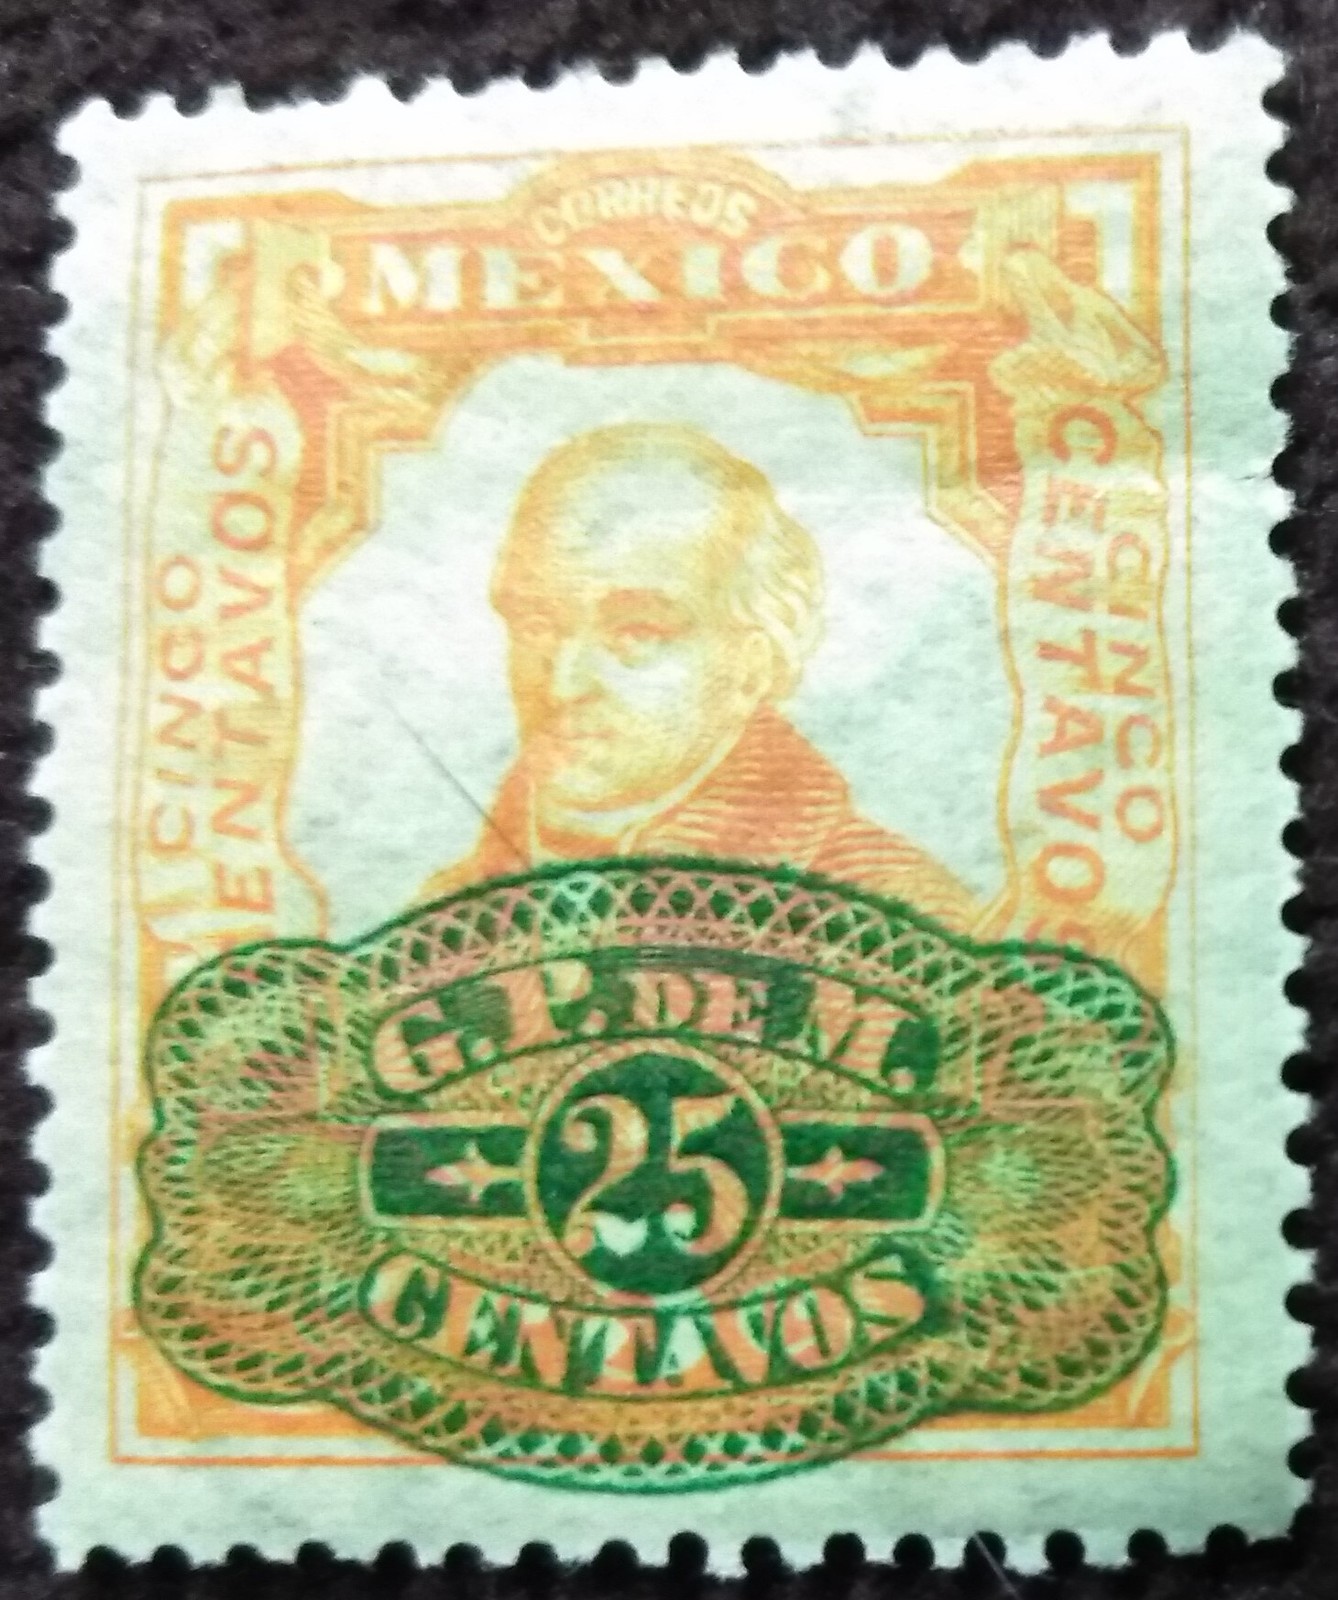 CORREOS
MEXICO
CINCO
CENTAVOS
CINCO
CENTAVOS
G. P. DE M.
25
CENTAVOS